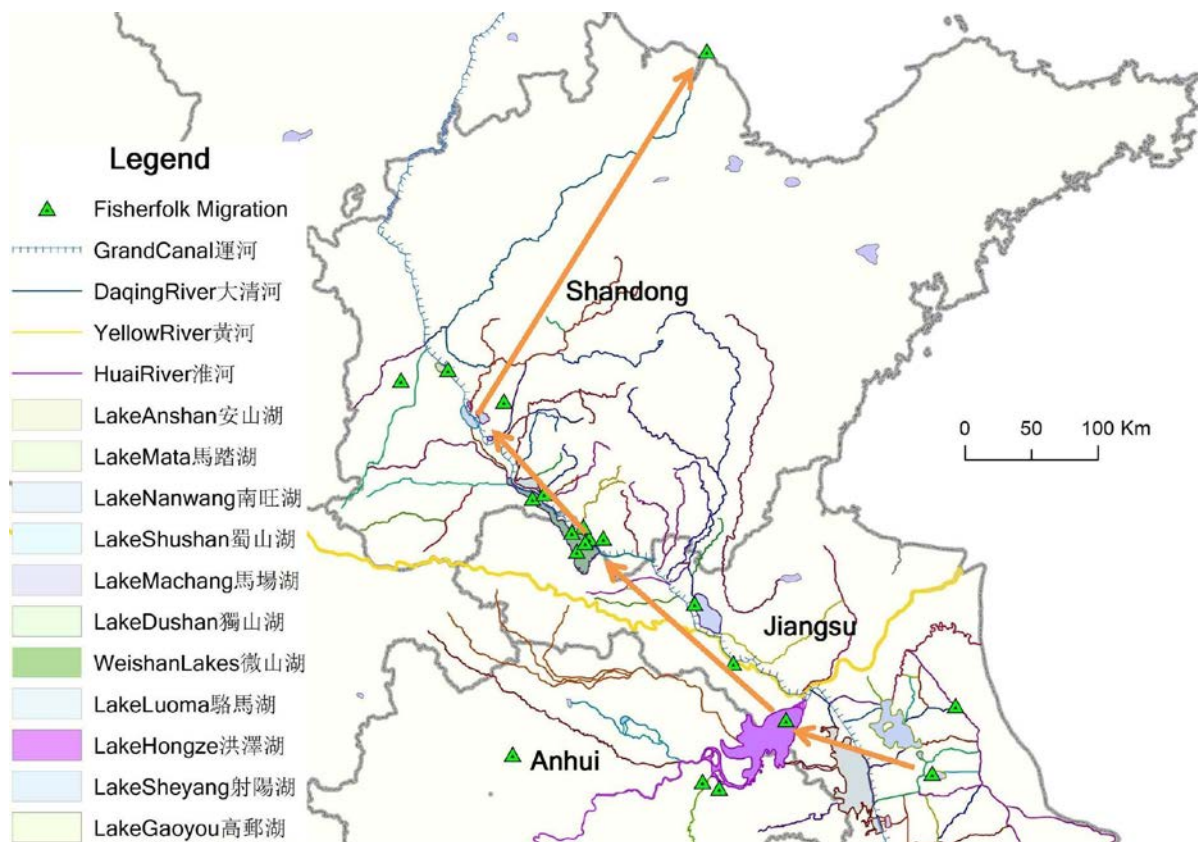 Legend
Fisherfolk Migration
GrandCanal運河
DaqingRiver大清河
YellowRiver黃河
HuaiRiver淮河
LakeAnshan安山湖
LakeMata馬踏湖
LakeNanwang南旺湖
LakeShushan蜀山湖
LakeMachang馬場湖
LakeDushan獨山湖
WeishanLakes微山湖
LakeLuoma駱馬湖
LakeHongze洪澤湖
LakeSheyang射陽湖
LakeGaoyou高郵湖
Shandong
0 50 100 Km
Jiangsu
Anhui